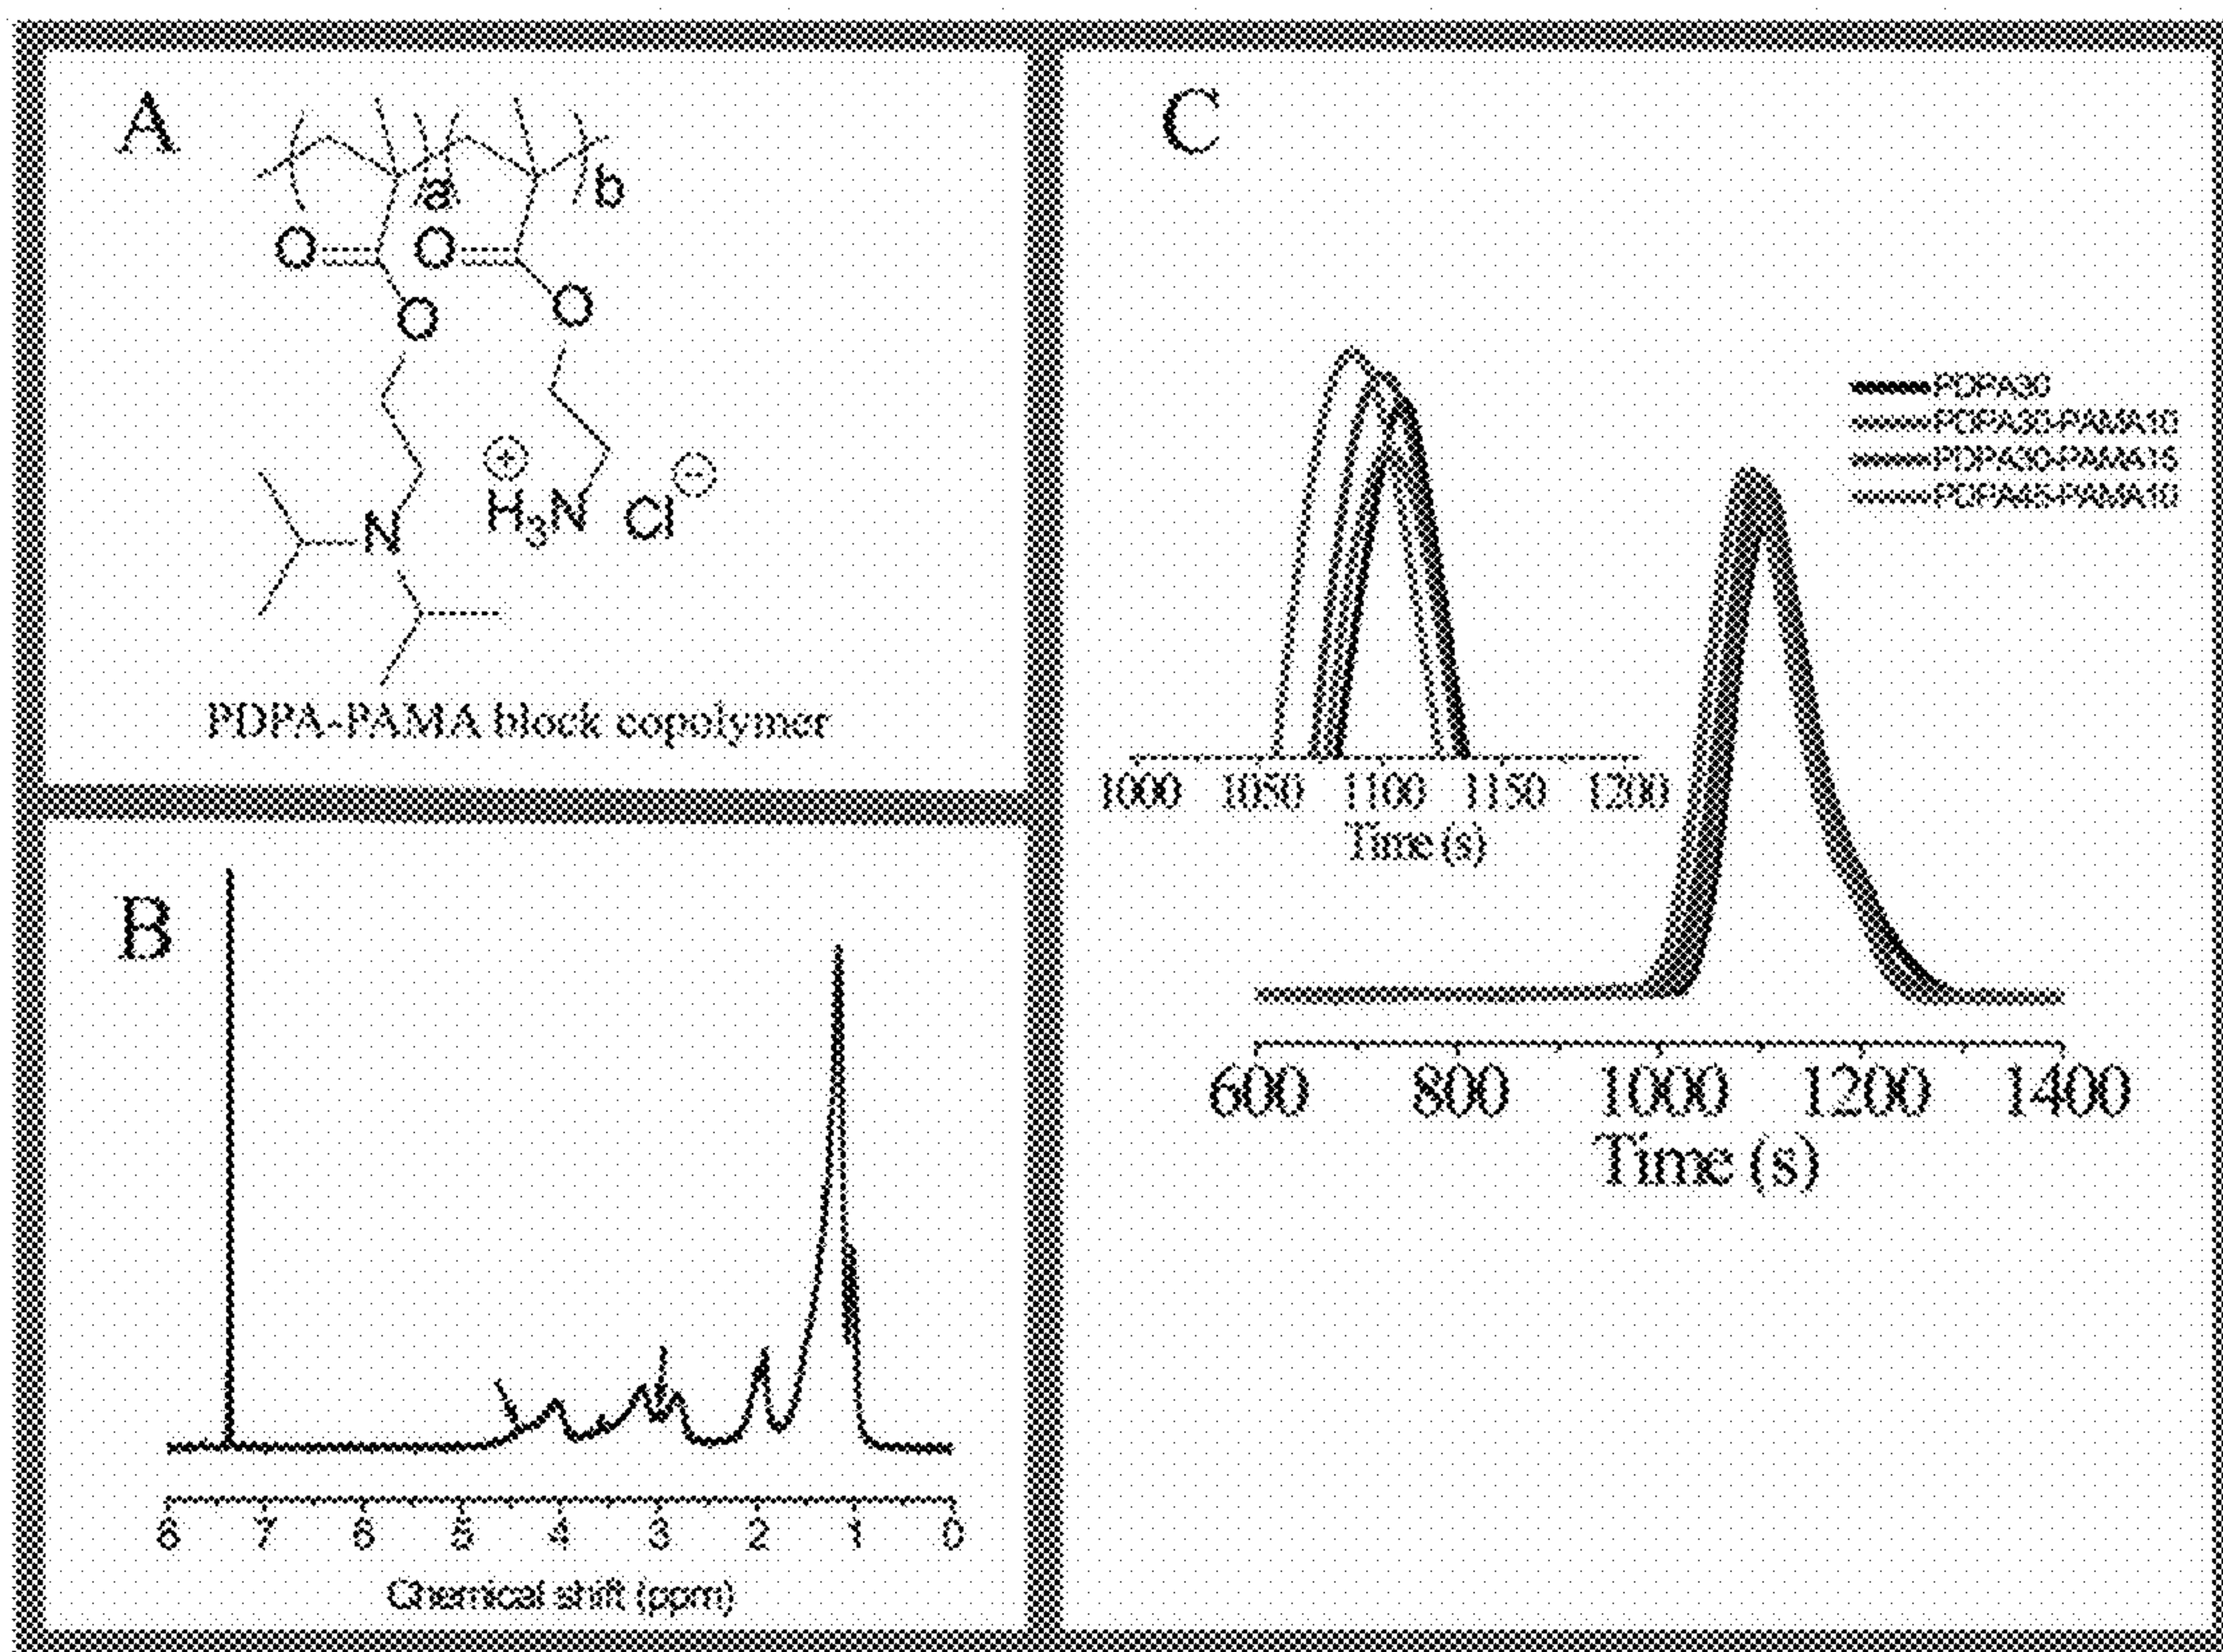 A
a
b
O
O
O
O
N
H3N
⊕
Cl
⊖
PDPA-PAMA block copolymer
B
8 7 6 5 4 3 2 1 0
Chemical shift (ppm)
C
PDPA30
PDPA30-PAMA10
PDPA30-PAMA15
PDPA45-PAMA10
1000 1050 1100 1150 1200
Time (s)
600 800 1000 1200 1400
Time (s)